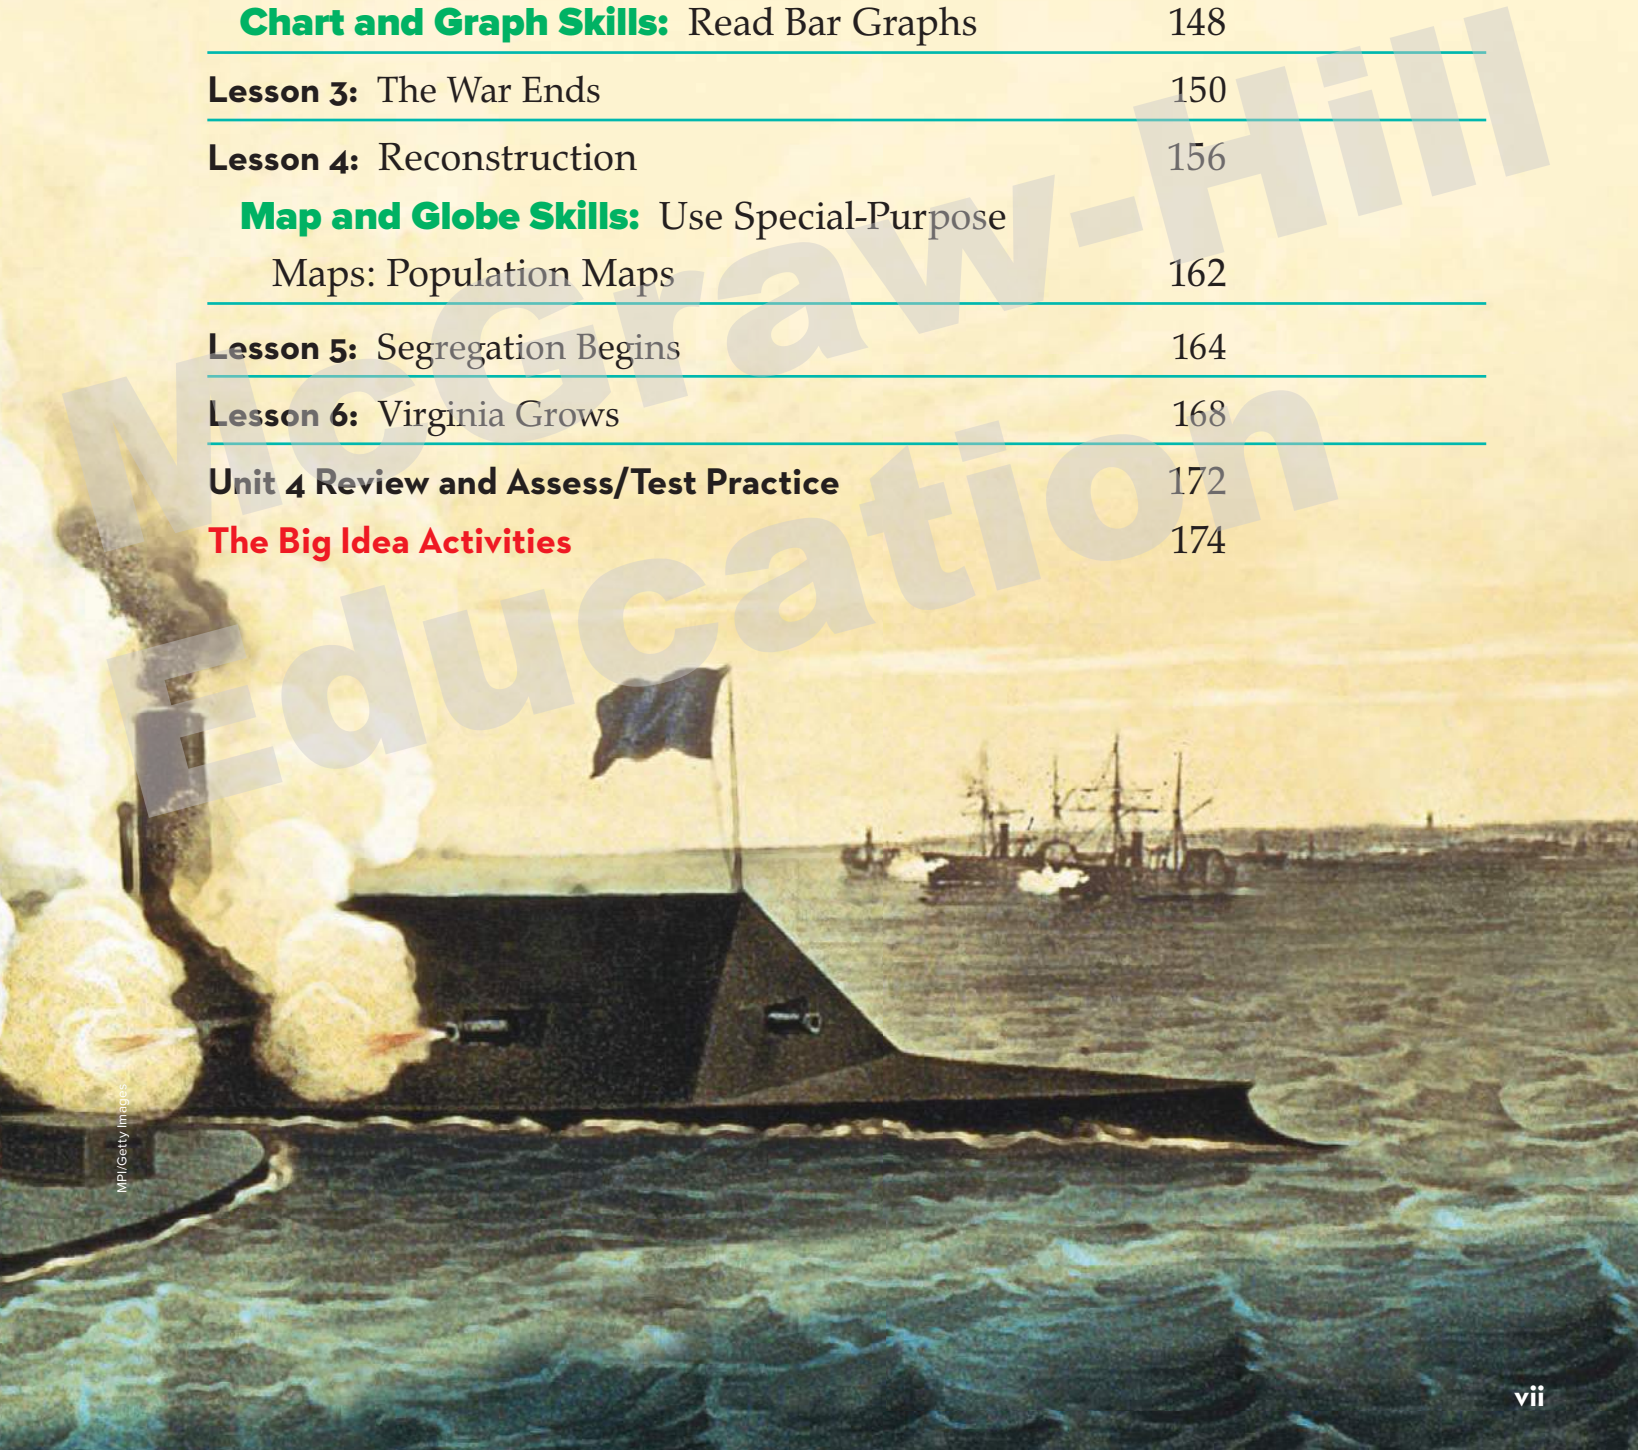 Chart and Graph Skills: Read Bar Graphs 148
Lesson 3: The War Ends 150
Lesson 4: Reconstruction 156
Map and Globe Skills: Use Special-Purpose
Maps: Population Maps 162
Lesson 5: Segregation Begins 164
Lesson 6: Virginia Grows 168
Unit 4 Review and Assess/Test Practice 172
The Big Idea Activities 174
McGraw-Hill
Education
MPI/Getty Images
vii